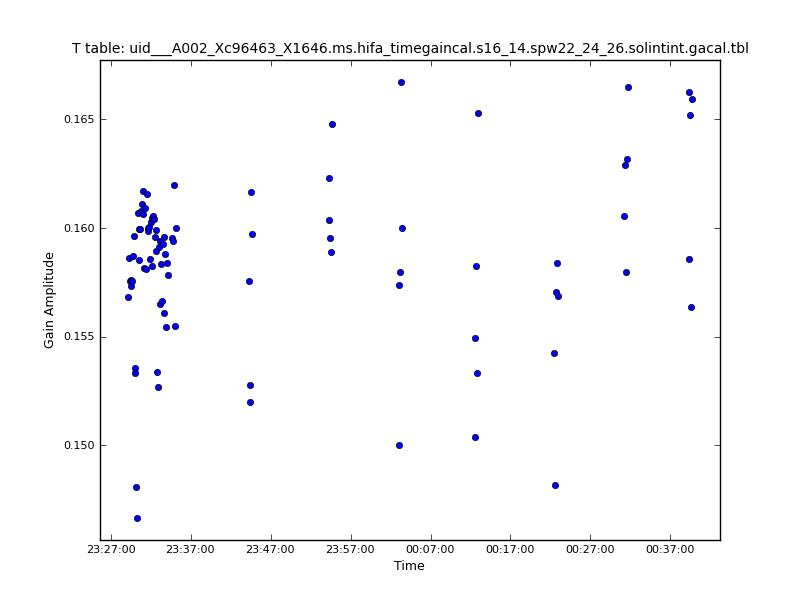 T table: uid___A002_Xc96463_X1646.ms.hifa_timegaincal.s16_14.spw22_24_26.solintint.gacal.tbl
0.165
0.160
0.155
0.150
Gain Amplitude
23:27:00 23:37:00 23:47:00 23:57:00 00:07:00 00:17:00 00:27:00 00:37:00
Time